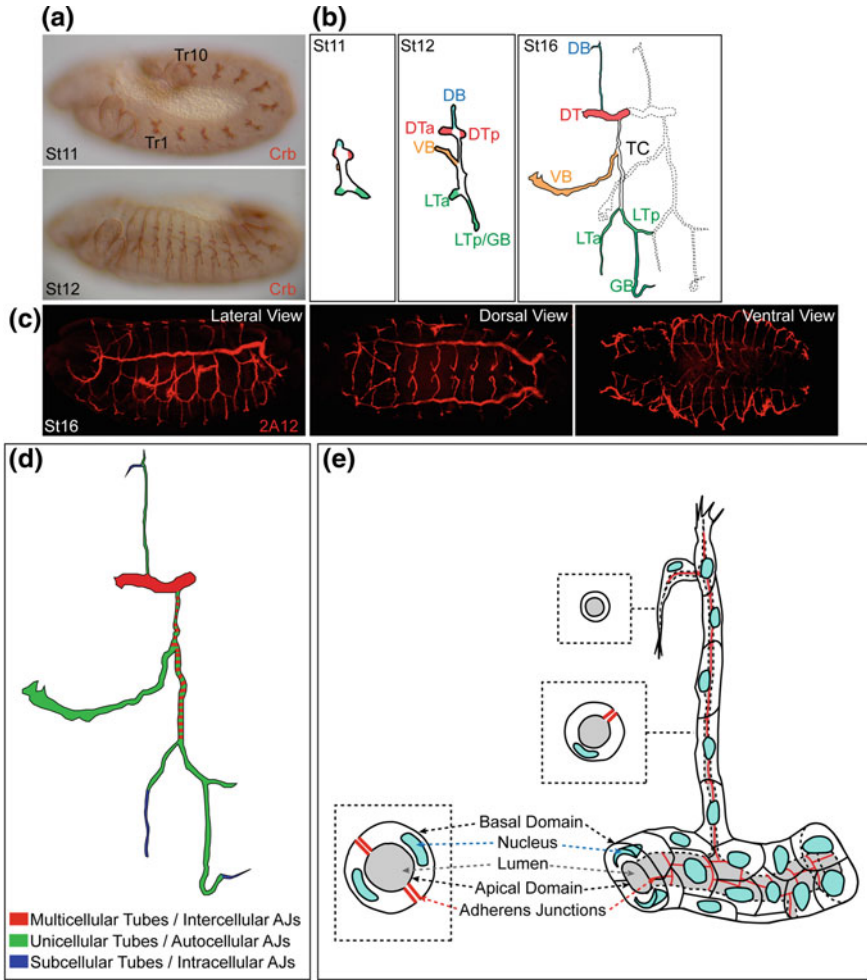 (a)
Tr10
Tr1
St11
Crb
St12
Crb
(b)
St11
St12
DB
DTa
DTp
VB
LTa
LTp/GB
St16
DB
DT
TC
VB
LTp
LTa
GB
(c)
Lateral View
St16
2A12
Dorsal View
Ventral View
(d)
Multicellular Tubes / Intercellular AJs
Unicellular Tubes / Autocellular AJs
Subcellular Tubes / Intracellular AJs
(e)
Basal Domain
Nucleus
Lumen
Apical Domain
Adherens Junctions